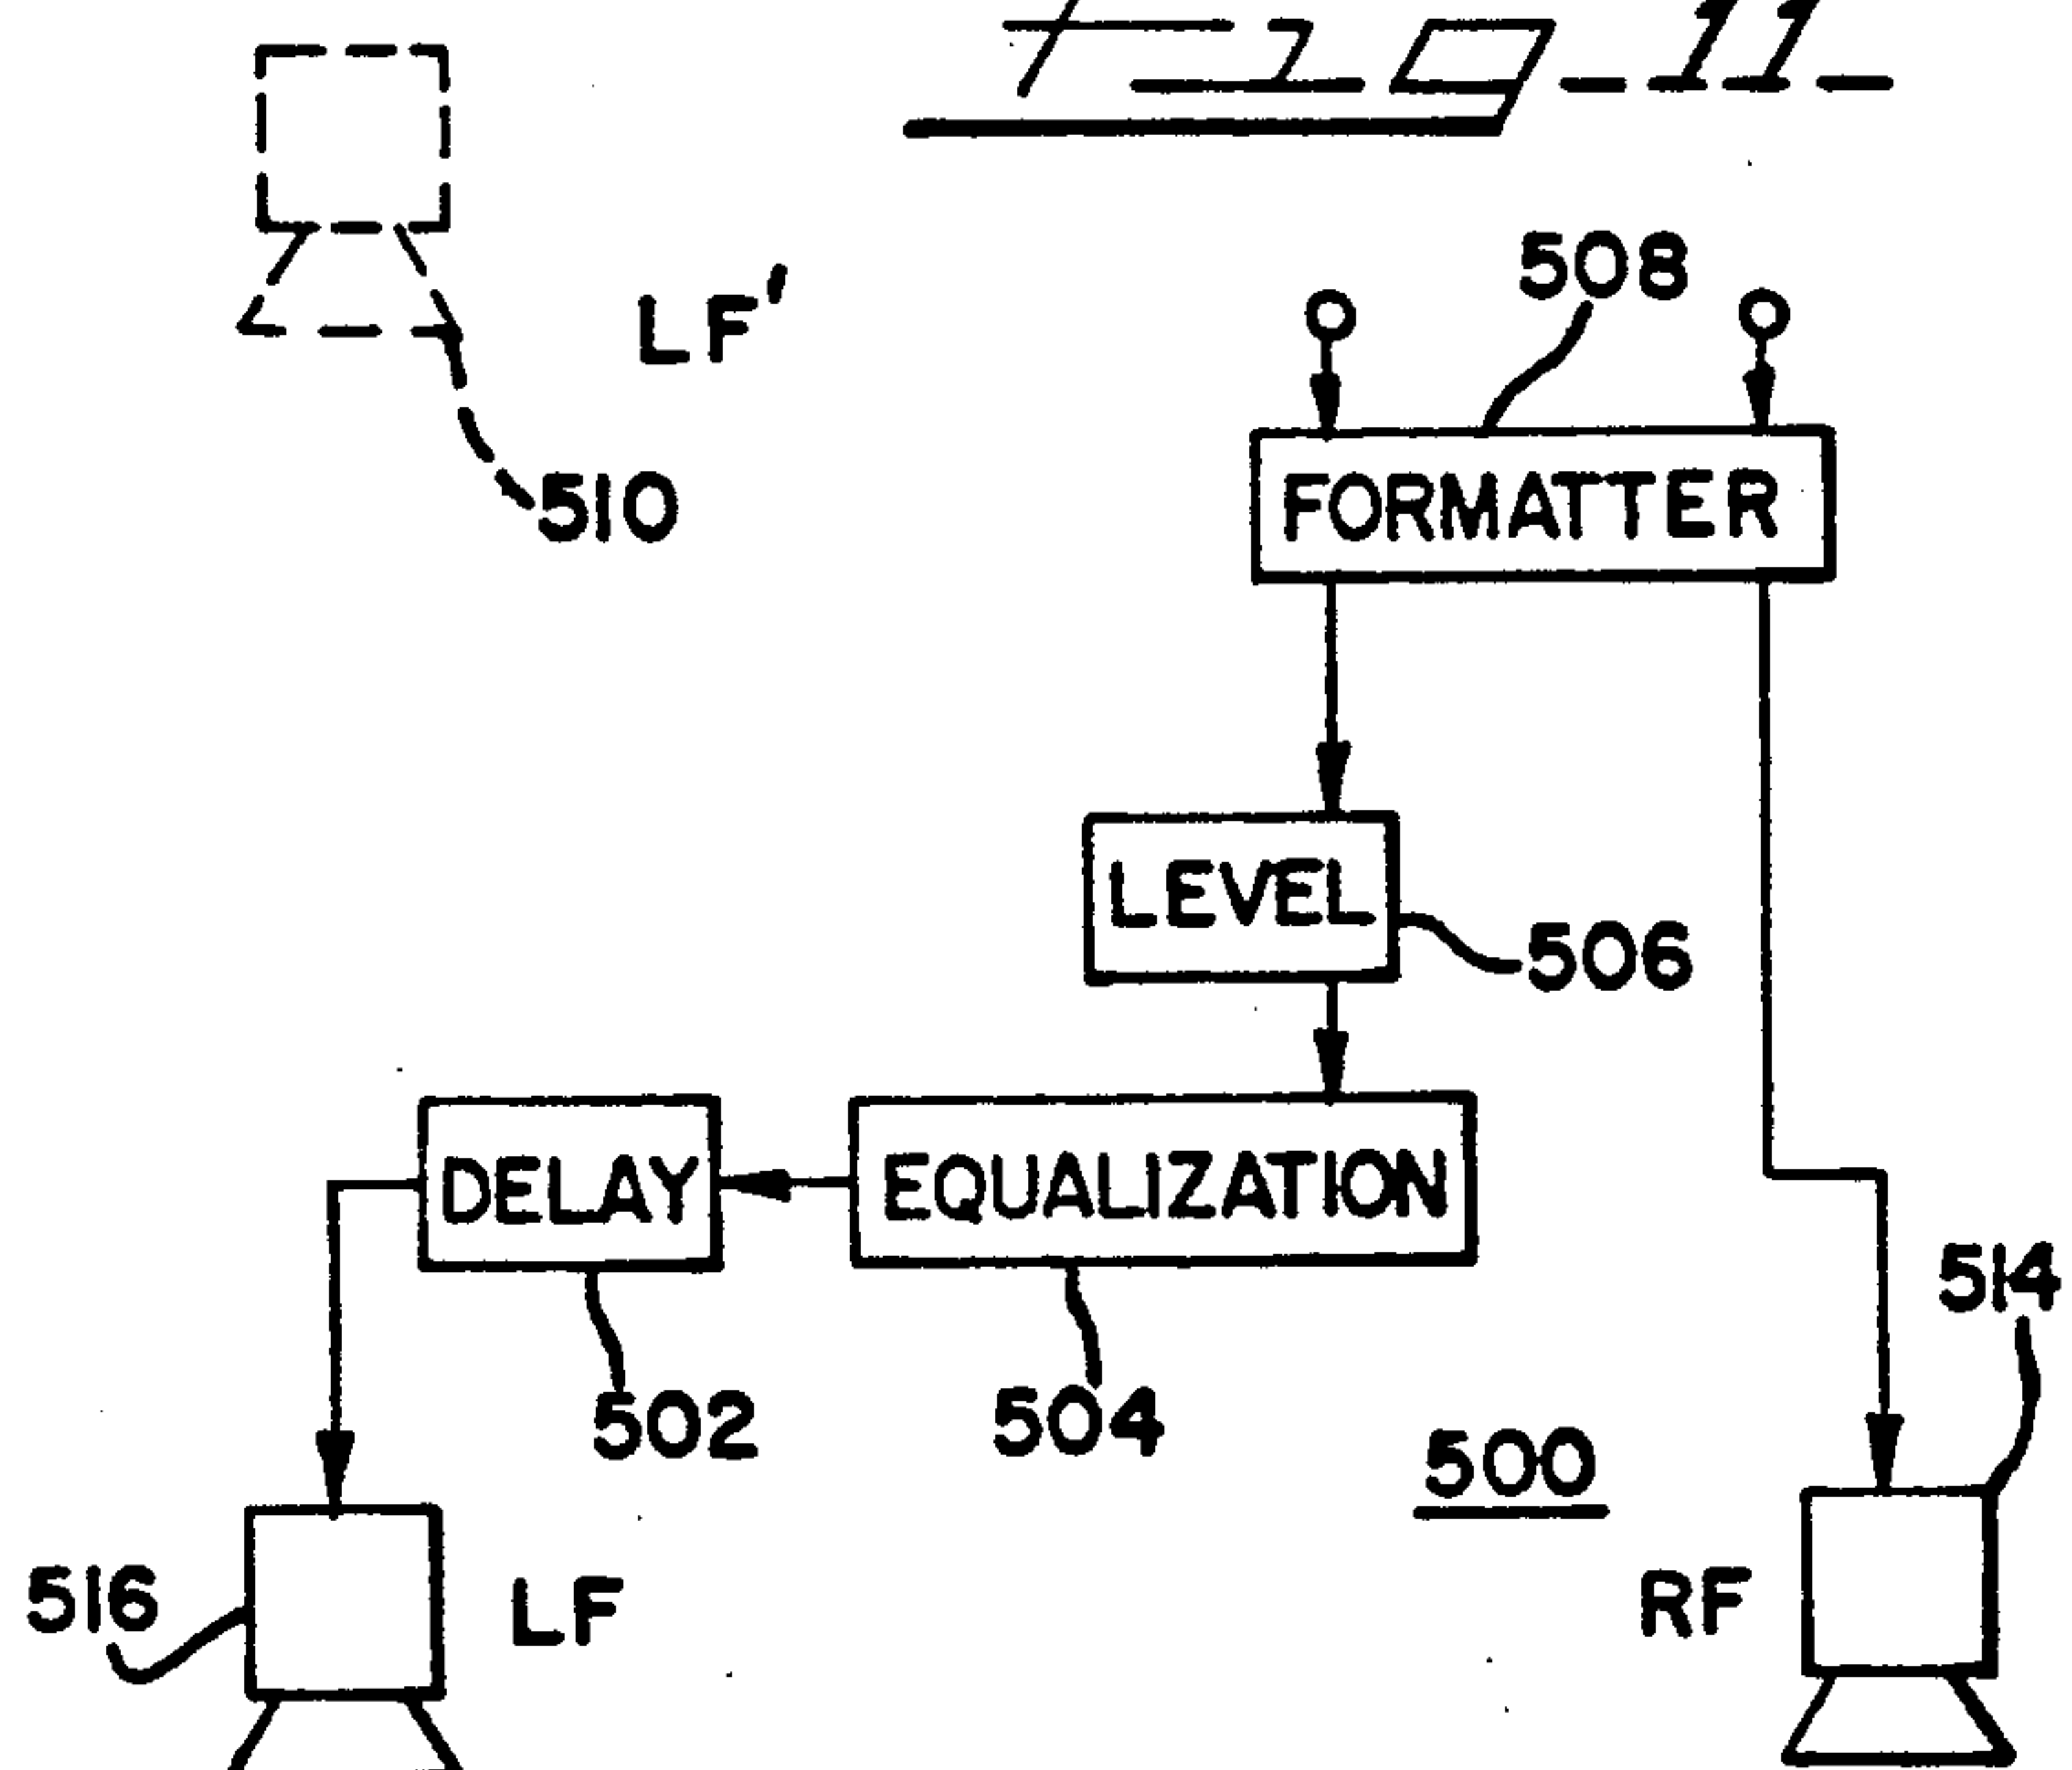 Fig-11-
508
LF'
510
FORMATTER
LEVEL
506
DELAY
EQUALIZATION
514
502
504
500
516
LF
RF